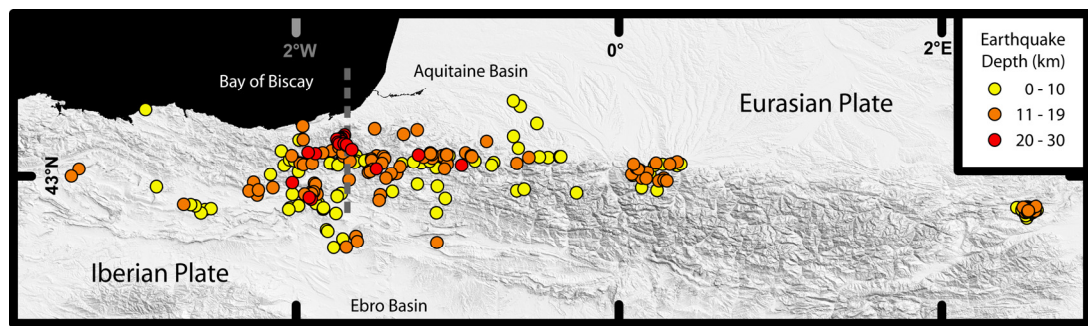 2°W
0°
2°E
Earthquake
Depth (km)
0 - 10
11 - 19
20 - 30
Bay of Biscay
Aquitaine Basin
Eurasian Plate
43°N
Iberian Plate
Ebro Basin